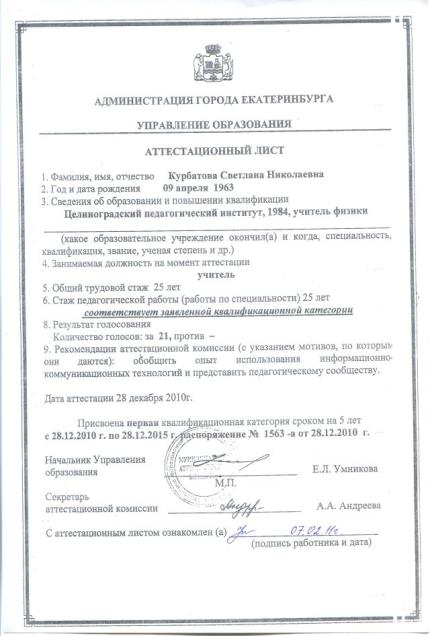 АДМИНИСТРАЦИЯ ГОРОДА ЕКАТЕРИНБУРГА
УПРАВЛЕНИЕ ОБРАЗОВАНИЯ
АТТЕСТАЦИОННЫЙ ЛИСТ
1. Фамилия, имя, отчество Курбатова Светлана Николаевна
2. Год и дата рождения 09 апреля 1963
3. Сведения об образовании и повышении квалификации
Целиноградский педагогический институт, 1984, учитель физики
(какое образовательное учреждение окончил(а) и когда, специальность,
квалификация, звание, ученая степень и др.)
4. Занимаемая должность на момент аттестации
учитель
5. Общий трудовой стаж 25 лет
6. Стаж педагогической работы (работы по специальности) 25 лет
соответствует заявленной квалификационной категории
8. Результат голосования
Количество голосов: за 21, против –
9. Рекомендации аттестационной комиссии (с указанием мотивов, по которым
они даются): обобщить опыт использования информационно-
коммуникационных технологий и представить педагогическому сообществу.
Дата аттестации 28 декабря 2010г.
Присвоена первая квалификационная категория сроком на 5 лет
с 28.12.2010 г. по 28.12.2015 г. распоряжение № 1563 -а от 28.12.2010 г.
Начальник Управления
образования Е.Л. Умникова
М.П.
Секретарь
аттестационной комиссии А.А. Андреева
С аттестационным листом ознакомлен (а) 07.02.11г.
(подпись работника и дата)